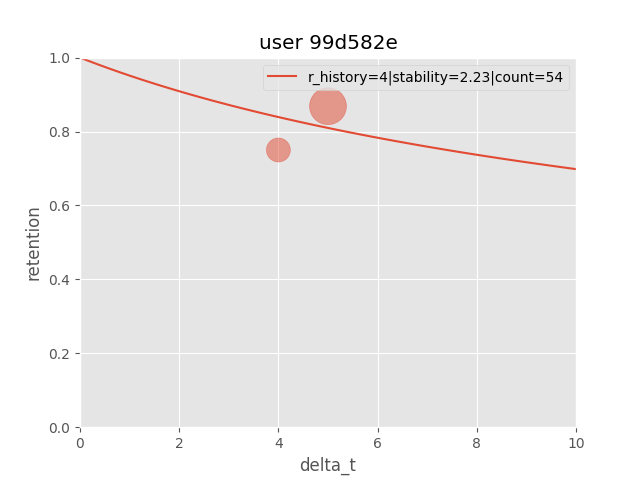 user 99d582e
r_history=4|stability=2.23|count=54
retention
1.0
0.8
0.6
0.4
0.2
0.0
0 2 4 6 8 10
delta_t